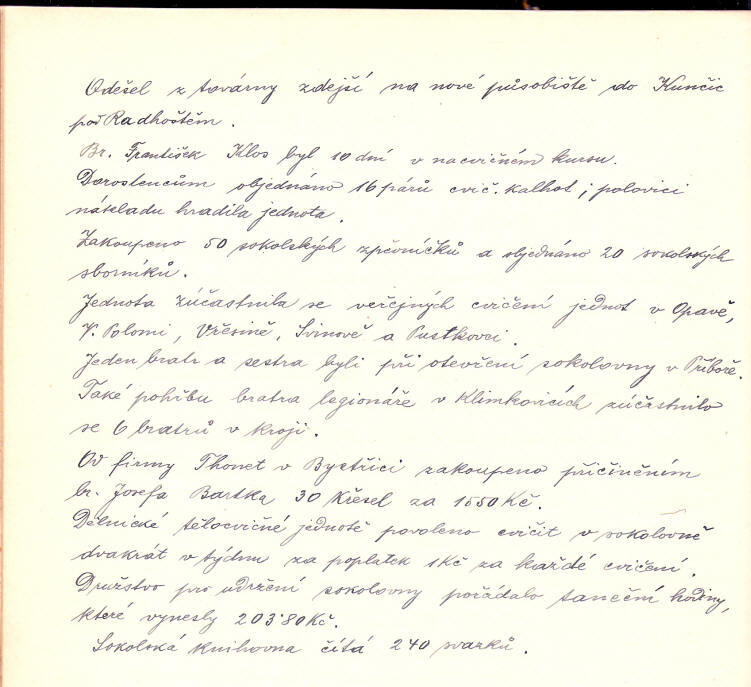 Odešel z továrny zdejší na nové působiště do Kunčic
pod Radhoštěm.
Br. František Klos byl 10 dní v nacvičném kursu.
Dorostencům objednáno 16 párů cvič. kalhot; polovici
nákladu hradila jednota.
Zakoupeno 50 sokolských zpěvníčků a objednáno 20 sokolských
sborníků.
Jednota zúčastnila se veřejných cvičení jednot v Opavě,
V. Polomi, Vřesině, Svinově a Pustkovci.
Jeden bratr a sestra byli při otevření sokolovny v Příboře.
Také pohřbu bratra legionáře v Klimkovicích zúčastnilo
se 6 bratrů v kroji.
Od firmy Thonet v Bystřici zakoupeno přičiněním
br. Josefa Bartka 30 křesel za 1550 Kč.
Dělnické tělocvičné jednotě povoleno cvičit v sokolovně
dvakrát v týdnu za poplatek 1 Kč za každé cvičení.
Družstvo pro udržení sokolovny pořádalo taneční hodiny,
které vynesly 203·80 Kč.
Sokolská knihovna čítá 240 svazků.